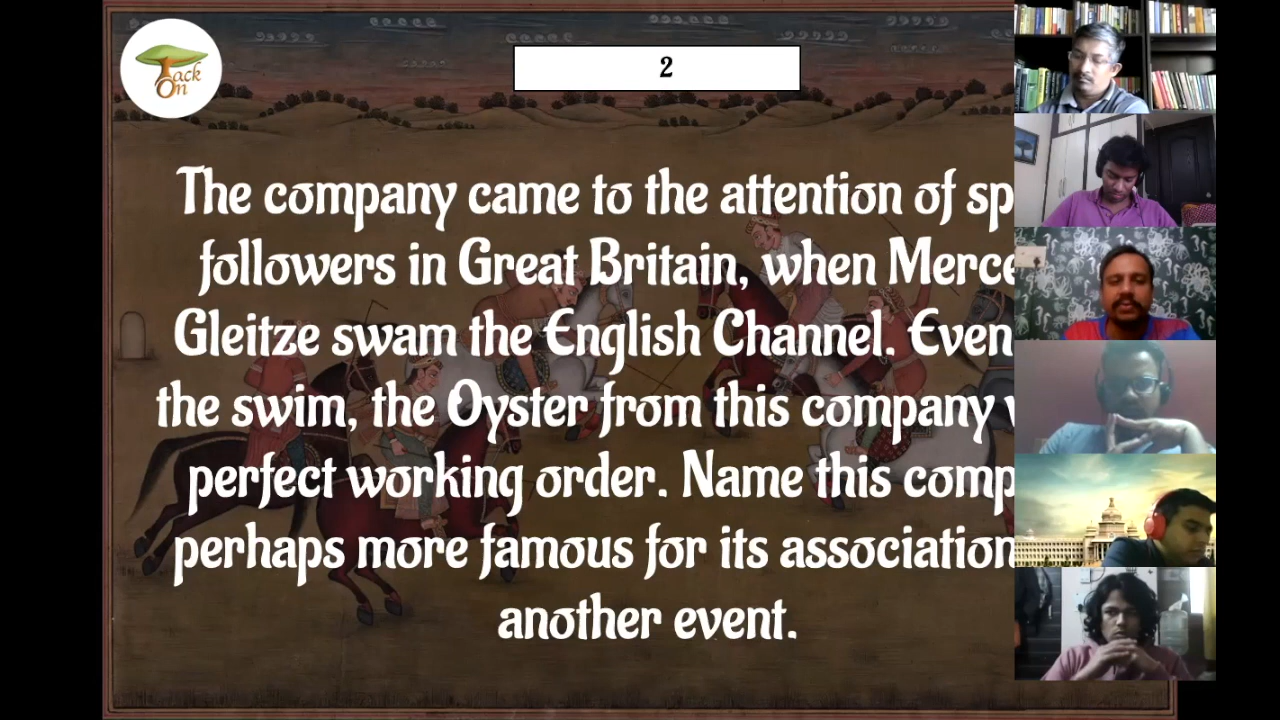 Tack
On
2
The company came to the attention of sp
followers in Great Britain, when Merce
Gleitze swam the English Channel. Even
the swim, the Oyster from this company
perfect working order. Name this comp
perhaps more famous for its association
another event.